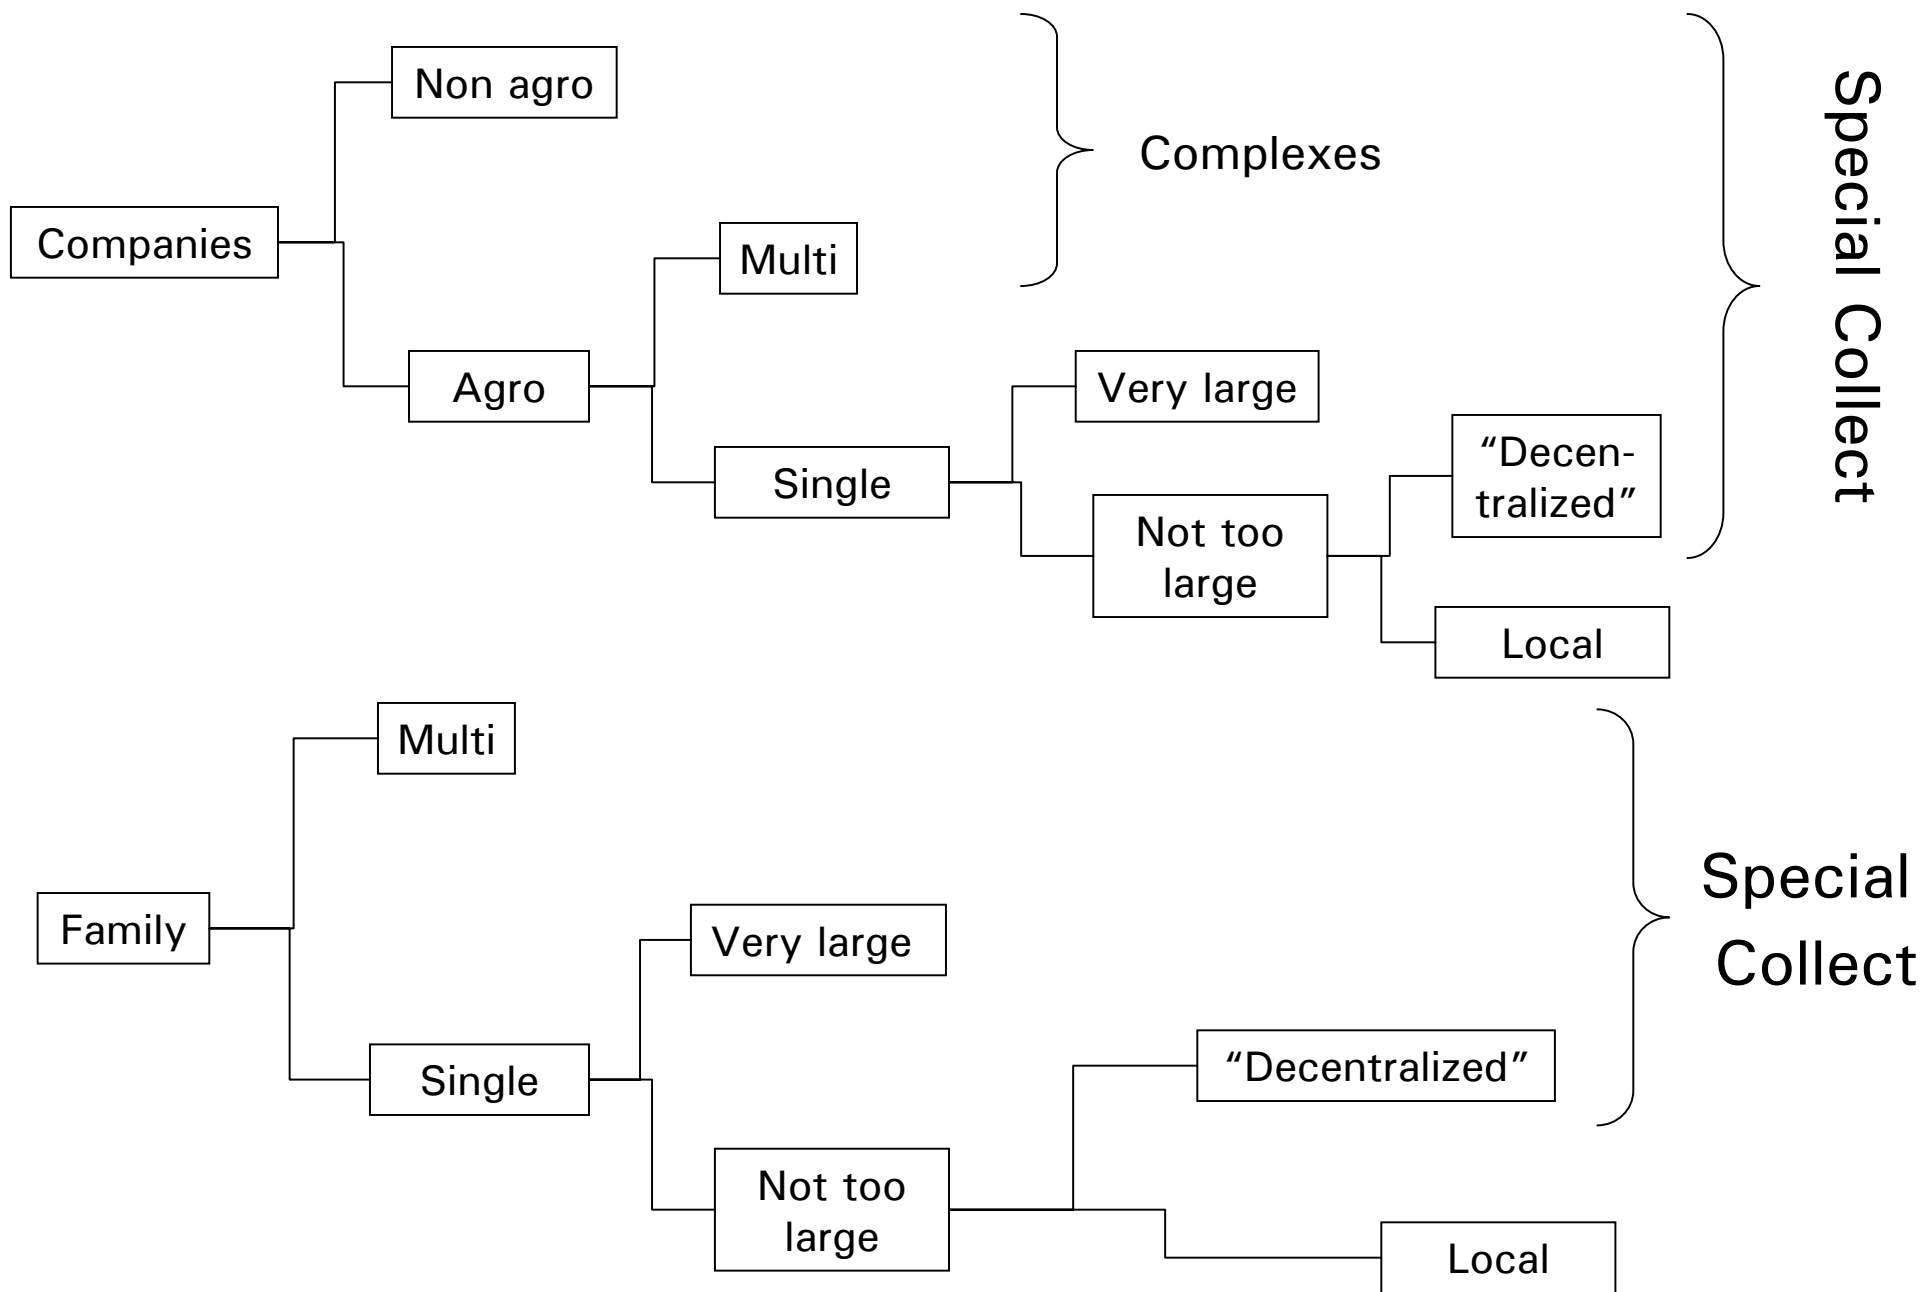 Non agro
Complexes
Special Collect
Companies
Multi
Agro
Very large
Single
“Decen-
tralized”
Not too
large
Local
Multi
Family
Very large
Special
Collect
Single
“Decentralized”
Not too
large
Local